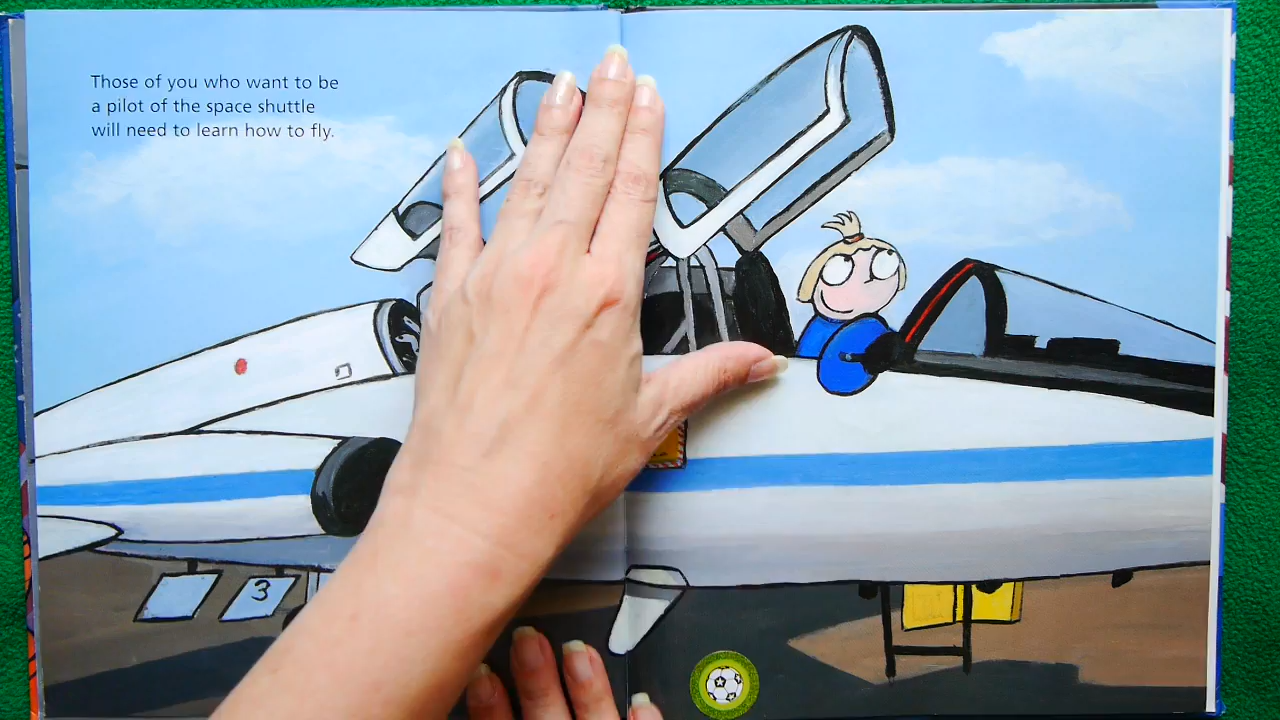 Those of you who want to be
a pilot of the space shuttle
will need to learn how to fly.
3